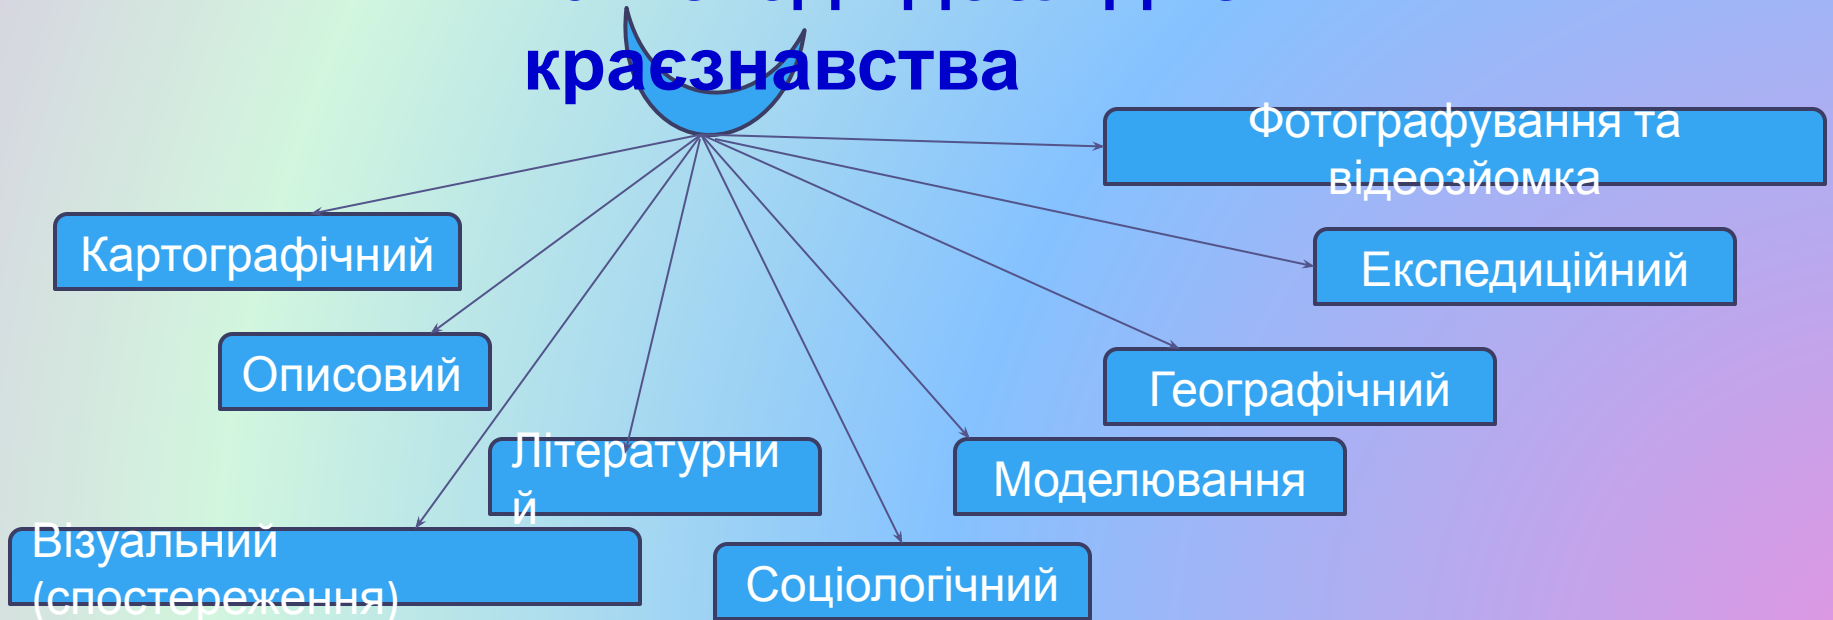 краєзнавства
Фотографування та
відеозйомка
Картографічний
Експедиційний
Описовий
Географічний
Літературни
й
Моделювання
Візуальний
(спостереження)
Соціологічний